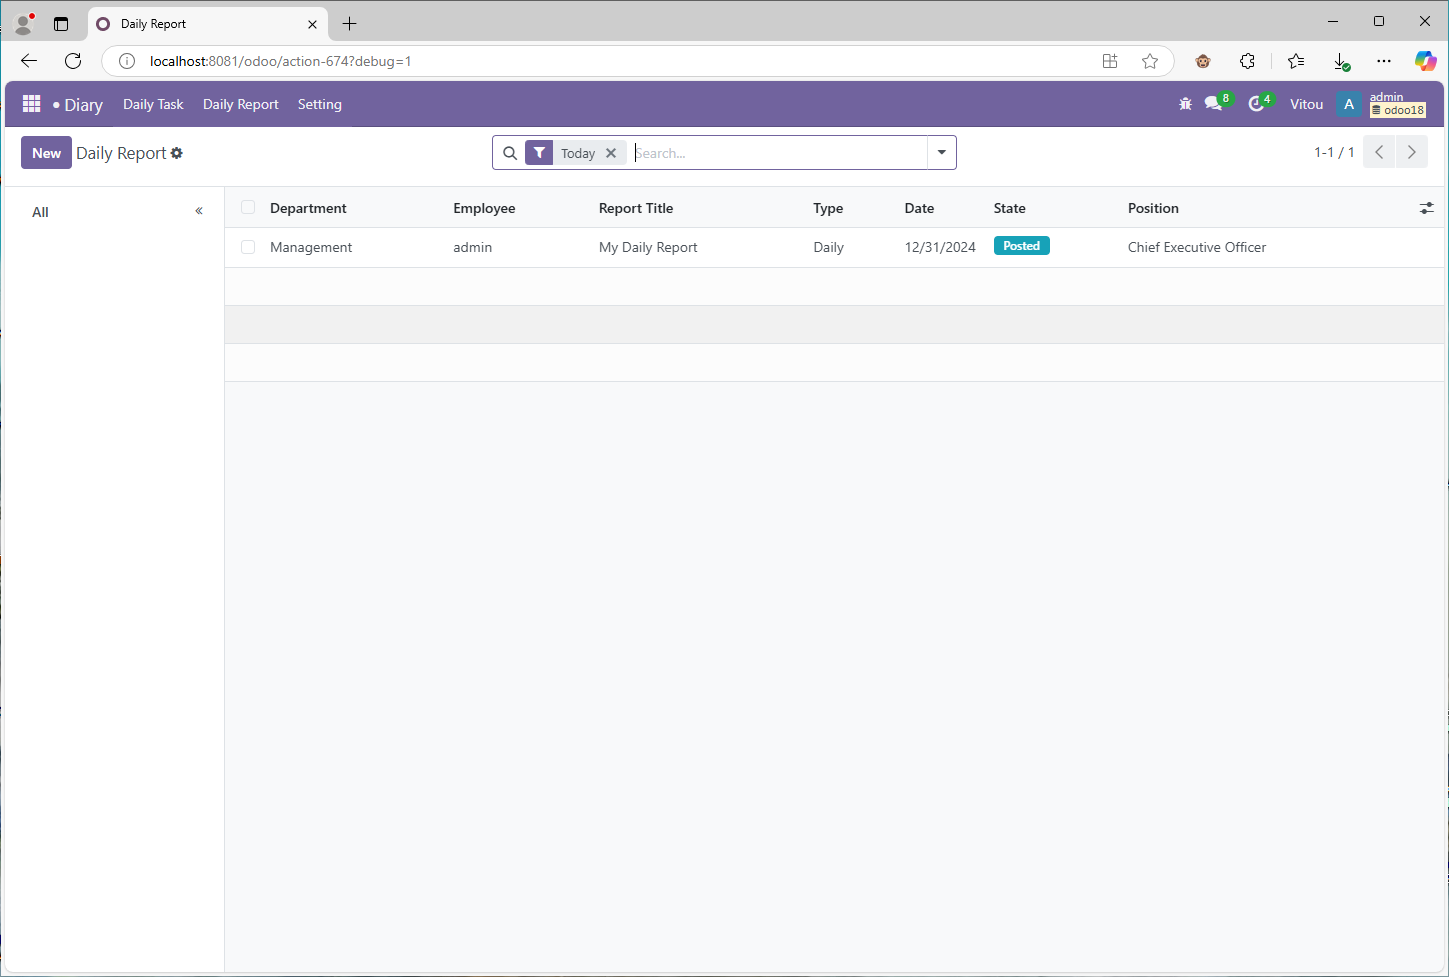 Daily Report
localhost:8081/odoo/action-674?debug=1
Diary Daily Task Daily Report Setting 8 4 Vitou A admin
odoo18
New Daily Report Today Search... 1-1 / 1
All
Department Employee Report Title Type Date State Position
Management admin My Daily Report Daily 12/31/2024 Posted Chief Executive Officer